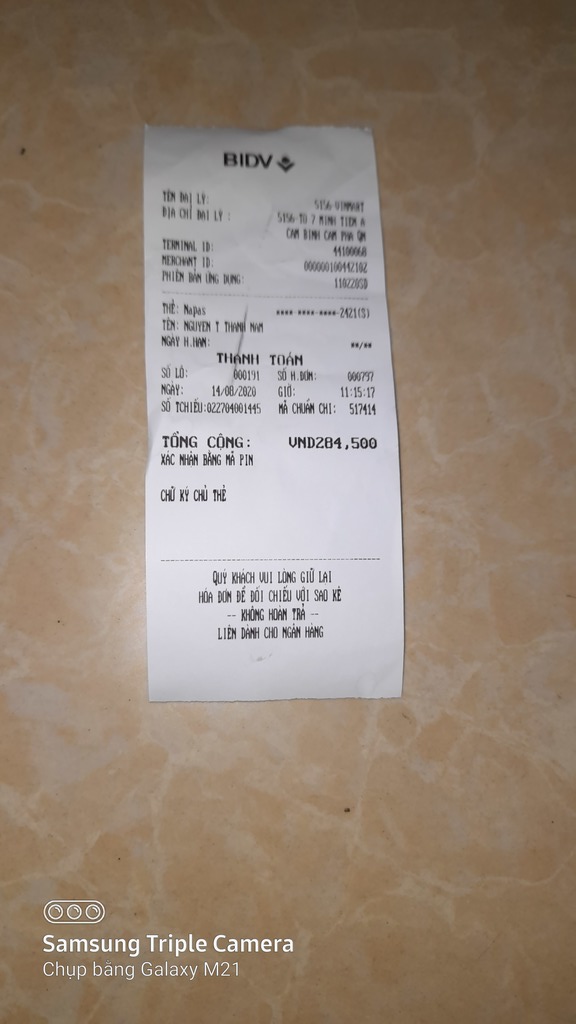 BIDV
TÊN ĐẠI LÝ: 5156-VINMART
ĐỊA CHỈ ĐẠI LÝ : 5156-TO 7 MINH TIEN A
CAM BINH CAM PHA QN
TERMINAL ID: 44100068
MERCHANT ID: 000000100442102
PHIÊN BẢN ỨNG DỤNG: 110220SD
THẺ: Napas ****-****-****-2421(S)
TÊN: NGUYEN T THANH NAM
NGÀY H.HẠN: **/**
THANH TOÁN
SỐ LÔ: 000191 SỐ H.ĐƠN: 000797
NGÀY: 14/08/2020 GIỜ: 11:15:17
SỐ TCHIẾU:022704001445 MÃ CHUẨN CHI: 517414
TỔNG CỘNG: VND284,500
XÁC NHẬN BẰNG MÃ PIN
CHỮ KÝ CHỦ THẺ
QUÝ KHÁCH VUI LÒNG GIỮ LẠI
HÓA ĐƠN ĐỂ ĐỐI CHIẾU VỚI SAO KÊ
-- KHÔNG HOÀN TRẢ --
LIÊN DÀNH CHO NGÂN HÀNG
Samsung Triple Camera
Chụp bằng Galaxy M21